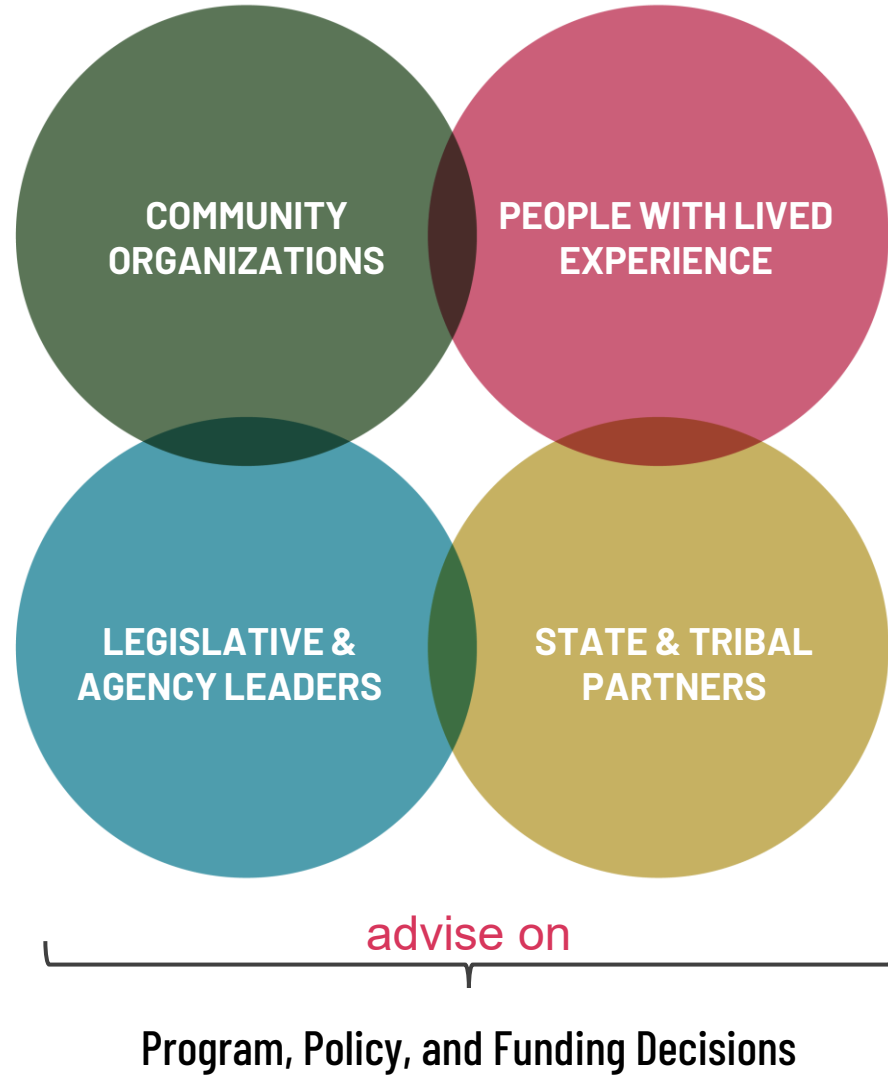 COMMUNITY
ORGANIZATIONS
PEOPLE WITH LIVED
EXPERIENCE
LEGISLATIVE &
AGENCY LEADERS
STATE & TRIBAL
PARTNERS
advise on
Program, Policy, and Funding Decisions